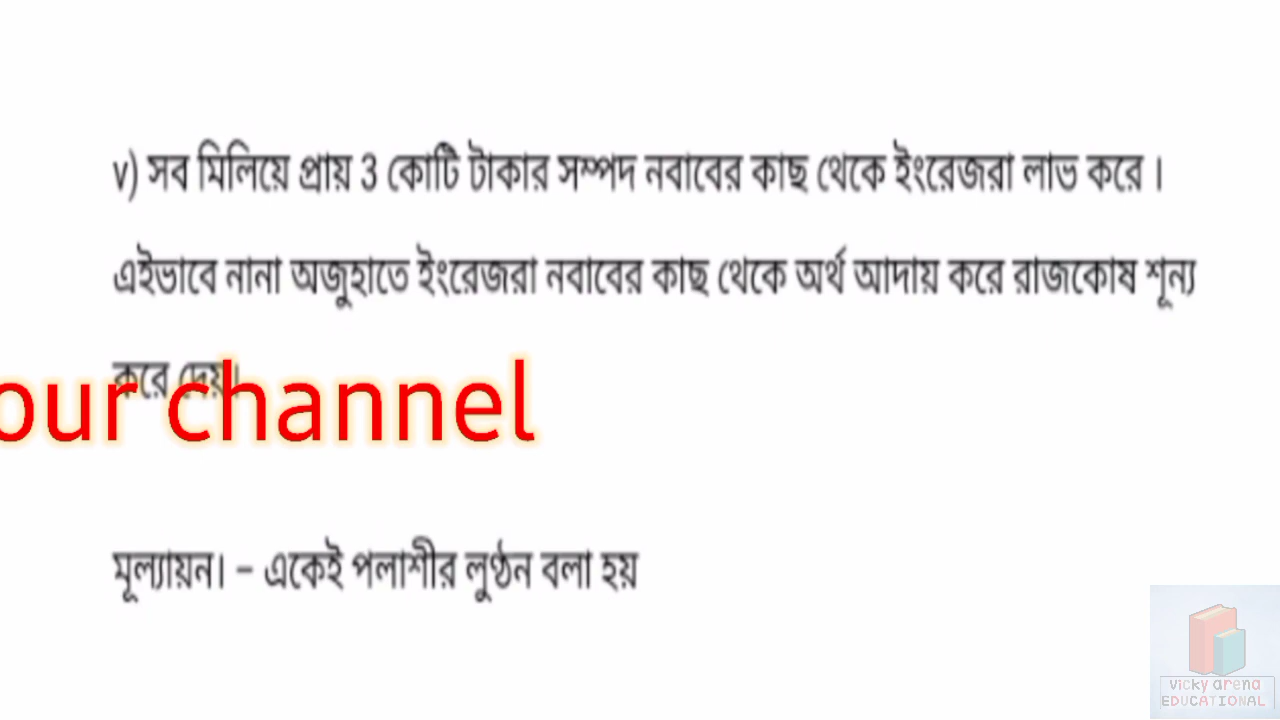 v) সব মিলিয়ে প্রায় 3 কোটি টাকার সম্পদ নবাবের কাছ থেকে ইংরেজরা লাভ করে ।
এইভাবে নানা অজুহাতে ইংরেজরা নবাবের কাছ থেকে অর্থ আদায় করে রাজকোষ শূন্য
করে দেয় ।
our channel
মূল্যায়ন। – একেই পলাশীর লুণ্ঠন বলা হয়
vicky arena
EDUCATIONAL